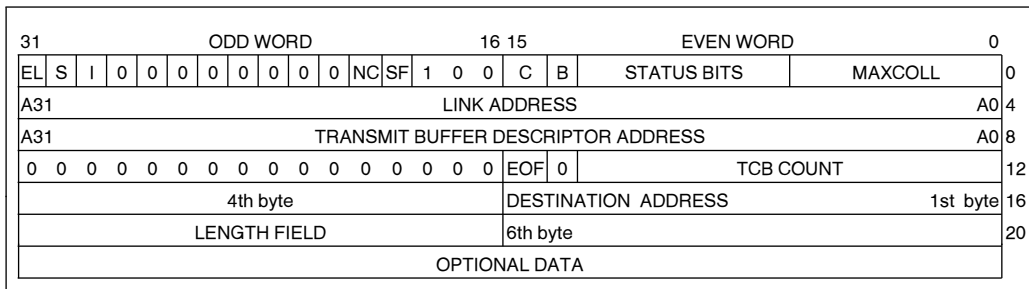 31 ODD WORD 16 15 EVEN WORD 0
EL S I 0 0 0 0 0 0 0 0 NC SF 1 0 0 C B STATUS BITS MAXCOLL 0
A31 LINK ADDRESS A0 4
A31 TRANSMIT BUFFER DESCRIPTOR ADDRESS A0 8
0 0 0 0 0 0 0 0 0 0 0 0 0 0 0 0 EOF 0 TCB COUNT 12
4th byte DESTINATION ADDRESS 1st byte 16
LENGTH FIELD 6th byte 20
OPTIONAL DATA